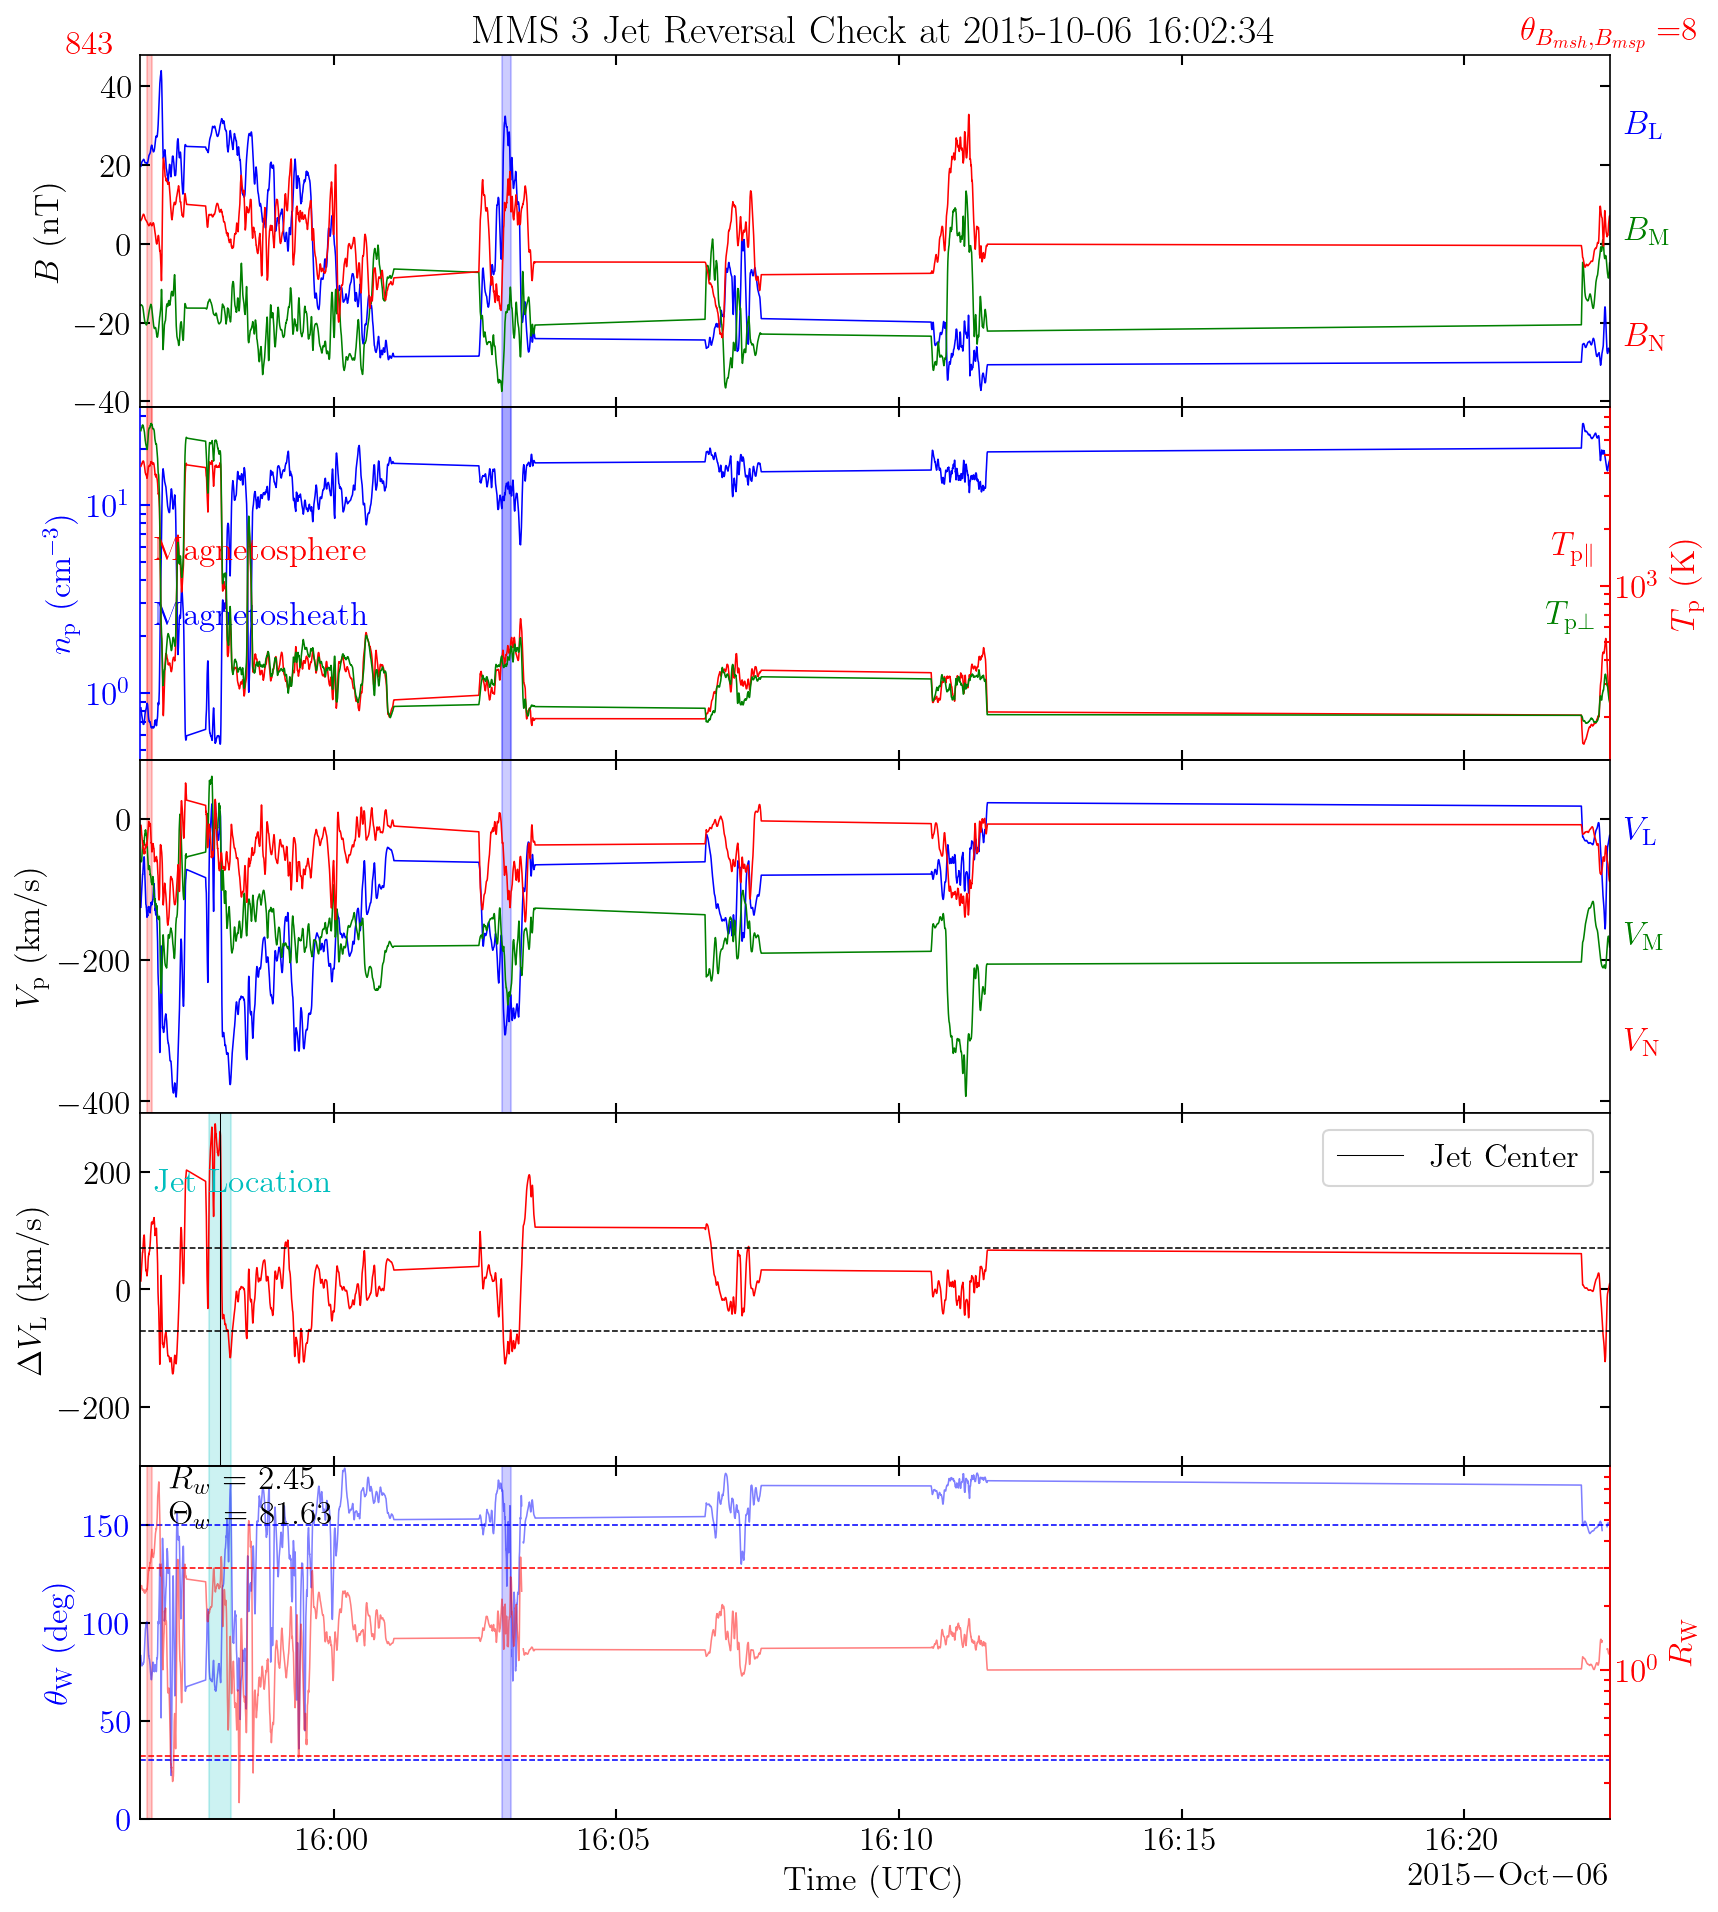 MMS 3 Jet Reversal Check at 2015-10-06 16:02:34
843
θ_{B_{msh},B_{msp}} =8
40
20
0
−20
−40
B (nT)
B_L
B_M
B_N
10^1
10^0
n_p (cm^{−3})
Magnetosphere
Magnetosheath
T_{p∥}
T_{p⊥}
10^3
T_p (K)
0
−200
−400
V_p (km/s)
V_L
V_M
V_N
200
0
−200
ΔV_L (km/s)
Jet Location
Jet Center
R_w = 2.45
Θ_w = 81.63
150
100
50
0
θ_W (deg)
10^0
R_W
16:00
16:05
16:10
16:15
16:20
Time (UTC)
2015−Oct−06